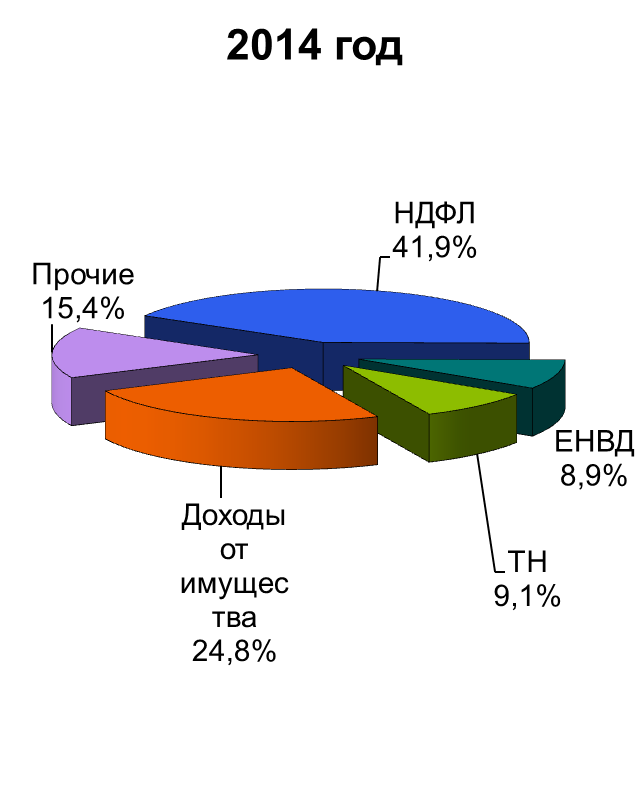 2014 год
НДФЛ
41,9%
Прочие
15,4%
ЕНВД
8,9%
Доходы
от
имущес
тва
24,8%
ТН
9,1%